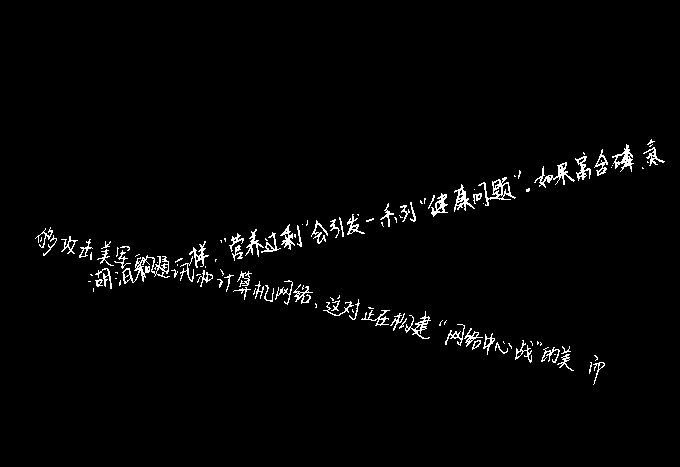 湖泊 样，“营养过剩”会引发一系列“健康问题”。如果富含磷、氮
够攻击美军的通讯和计算机网络，这对正在构建“网络中心战”的美